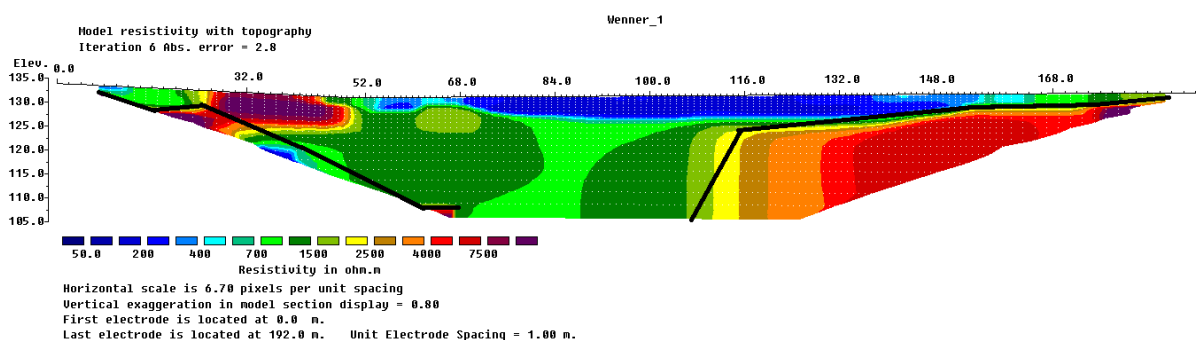 Wenner_1
Model resistivity with topography
Iteration 6 Abs. error = 2.8
Elev.
0.0 32.0 52.0 68.0 84.0 100.0 116.0 132.0 148.0 168.0
135.0
130.0
125.0
120.0
115.0
110.0
105.0
50.0 200 400 700 1500 2500 4000 7500
Resistivity in ohm.m
Horizontal scale is 6.70 pixels per unit spacing
Vertical exaggeration in model section display = 0.80
First electrode is located at 0.0 m.
Last electrode is located at 192.0 m. Unit Electrode Spacing = 1.00 m.